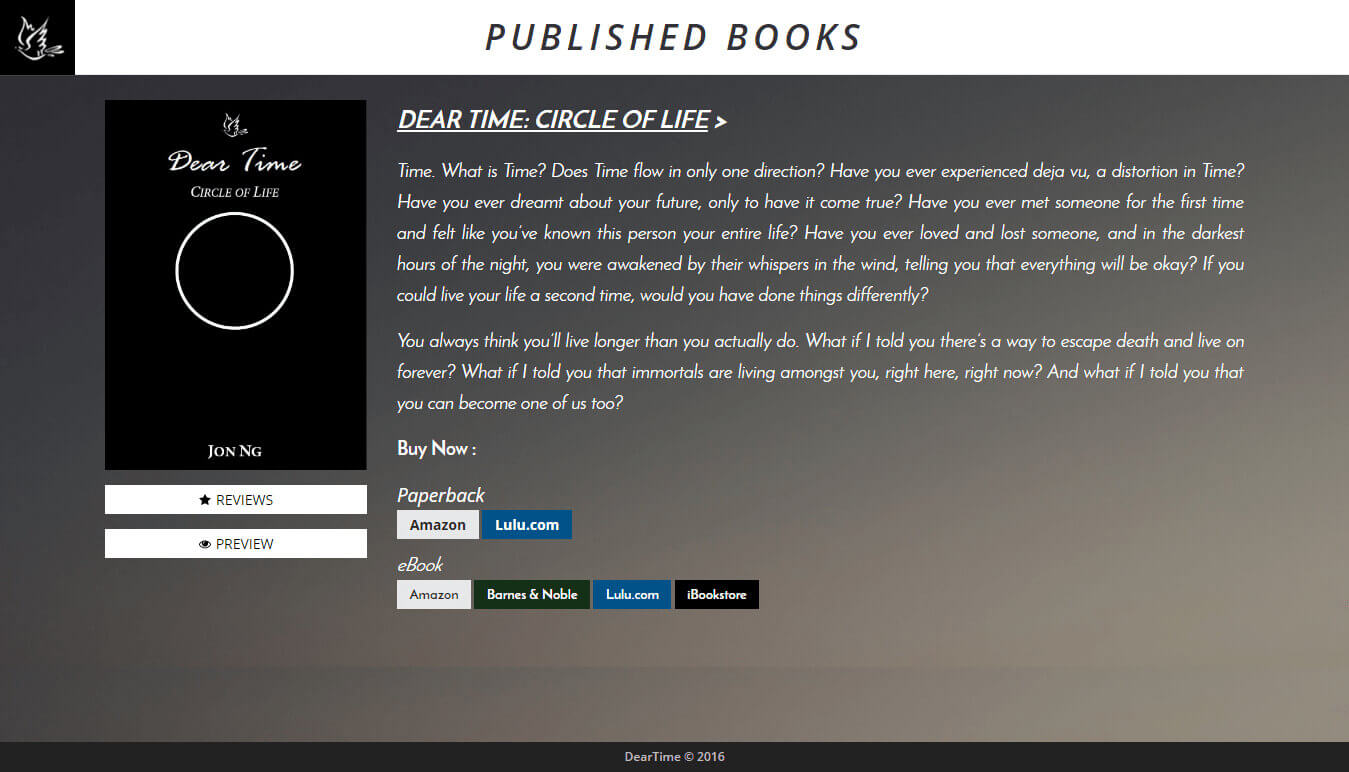 PUBLISHED BOOKS
Dear Time
Circle of Life
Jon Ng
REVIEWS
PREVIEW
DEAR TIME: CIRCLE OF LIFE >
Time. What is Time? Does Time flow in only one direction? Have you ever experienced deja vu, a distortion in Time?
Have you ever dreamt about your future, only to have it come true? Have you ever met someone for the first time
and felt like you've known this person your entire life? Have you ever loved and lost someone, and in the darkest
hours of the night, you were awakened by their whispers in the wind, telling you that everything will be okay? If you
could live your life a second time, would you have done things differently?
You always think you'll live longer than you actually do. What if I told you there's a way to escape death and live on
forever? What if I told you that immortals are living amongst you, right here, right now? And what if I told you that
you can become one of us too?
Buy Now :
Paperback
Amazon Lulu.com
eBook
Amazon Barnes & Noble Lulu.com iBookstore
DearTime © 2016